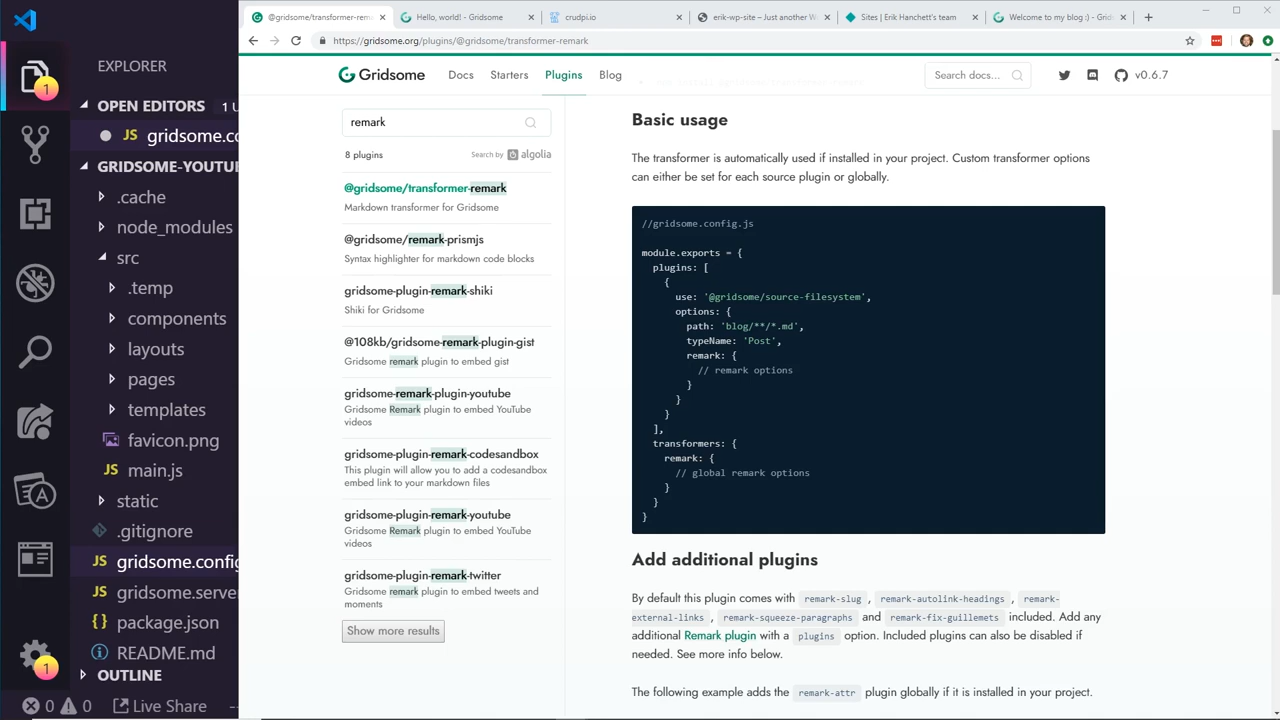 @gridsome/transformer-rema
Hello, world! - Gridsome
crudpi.io
erik-wp-site – Just another W
Sites | Erik Hanchett's team
Welcome to my blog :) - Grid
https://gridsome.org/plugins/@gridsome/transformer-remark
EXPLORER
OPEN EDITORS
1 U
JS gridsome.co
GRIDSOME-YOUTU
.cache
node_modules
src
.temp
components
layouts
pages
templates
favicon.png
JS main.js
static
.gitignore
JS gridsome.config
JS gridsome.server
{} package.json
README.md
OUTLINE
0 0 Live Share
1
1
Gridsome
Docs
Starters
Plugins
Blog
Search docs...
v0.6.7
remark
8 plugins
Search by algolia
@gridsome/transformer-remark
Markdown transformer for Gridsome
@gridsome/remark-prismjs
Syntax highlighter for markdown code blocks
gridsome-plugin-remark-shiki
Shiki for Gridsome
@108kb/gridsome-remark-plugin-gist
Gridsome remark plugin to embed gist
gridsome-remark-plugin-youtube
Gridsome Remark plugin to embed YouTube
videos
gridsome-plugin-remark-codesandbox
This plugin will allow you to add a codesandbox
embed link to your markdown files
gridsome-plugin-remark-youtube
Gridsome Remark plugin to embed YouTube
videos
gridsome-plugin-remark-twitter
Gridsome remark plugin to embed tweets and
moments
Show more results
Basic usage
The transformer is automatically used if installed in your project. Custom transformer options
can either be set for each source plugin or globally.
//gridsome.config.js
module.exports = {
plugins: [
{
use: '@gridsome/source-filesystem',
options: {
path: 'blog/**/*.md',
typeName: 'Post',
remark: {
// remark options
}
}
}
],
transformers: {
remark: {
// global remark options
}
}
}
Add additional plugins
By default this plugin comes with remark-slug , remark-autolink-headings , remark-
external-links , remark-squeeze-paragraphs and remark-fix-guillemets included. Add any
additional Remark plugin with a plugins option. Included plugins can also be disabled if
needed. See more info below.
The following example adds the remark-attr plugin globally if it is installed in your project.